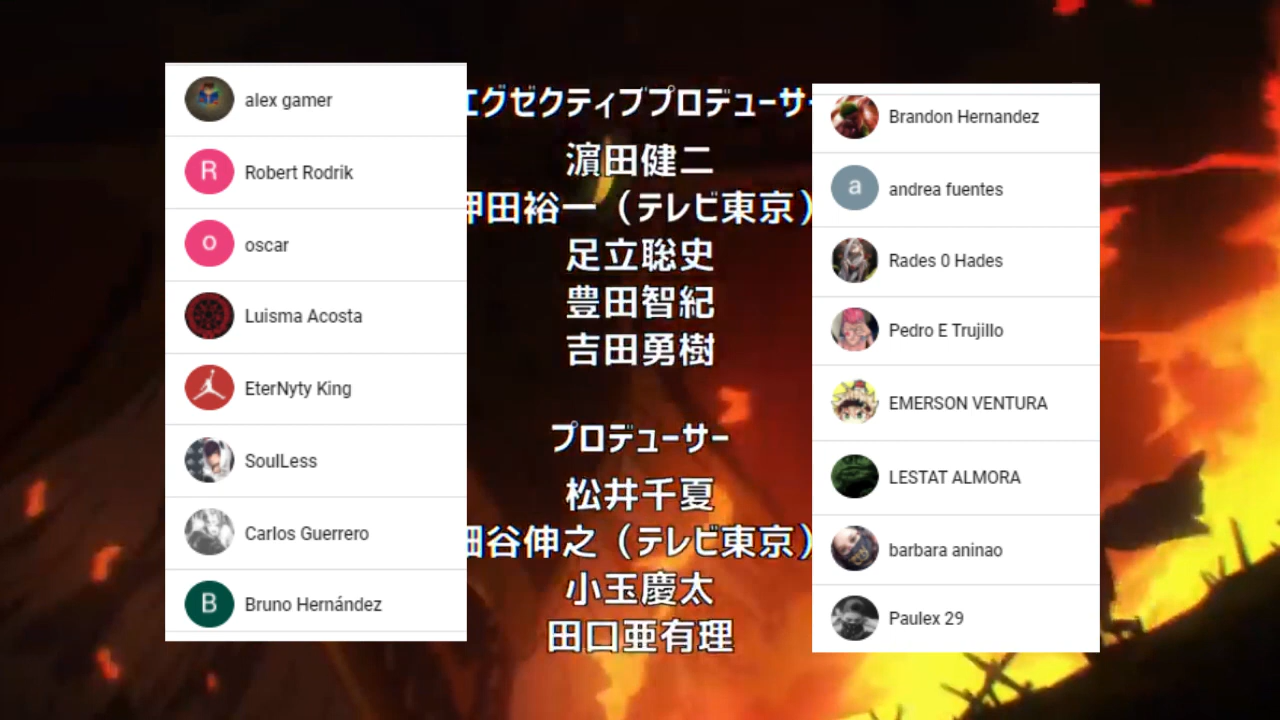 alex gamer
R
Robert Rodrik
o
oscar
Luisma Acosta
EterNyty King
SoulLess
Carlos Guerrero
B
Bruno Hernández
エグゼクティブプロデューサー
濵田健二
田裕一（テレビ東京）
足立聡史
豊田智紀
吉田勇樹
プロデューサー
松井千夏
谷伸之（テレビ東京）
小玉慶太
田口亜有理
Brandon Hernandez
a
andrea fuentes
Rades 0 Hades
Pedro E Trujillo
EMERSON VENTURA
LESTAT ALMORA
barbara aninao
Paulex 29